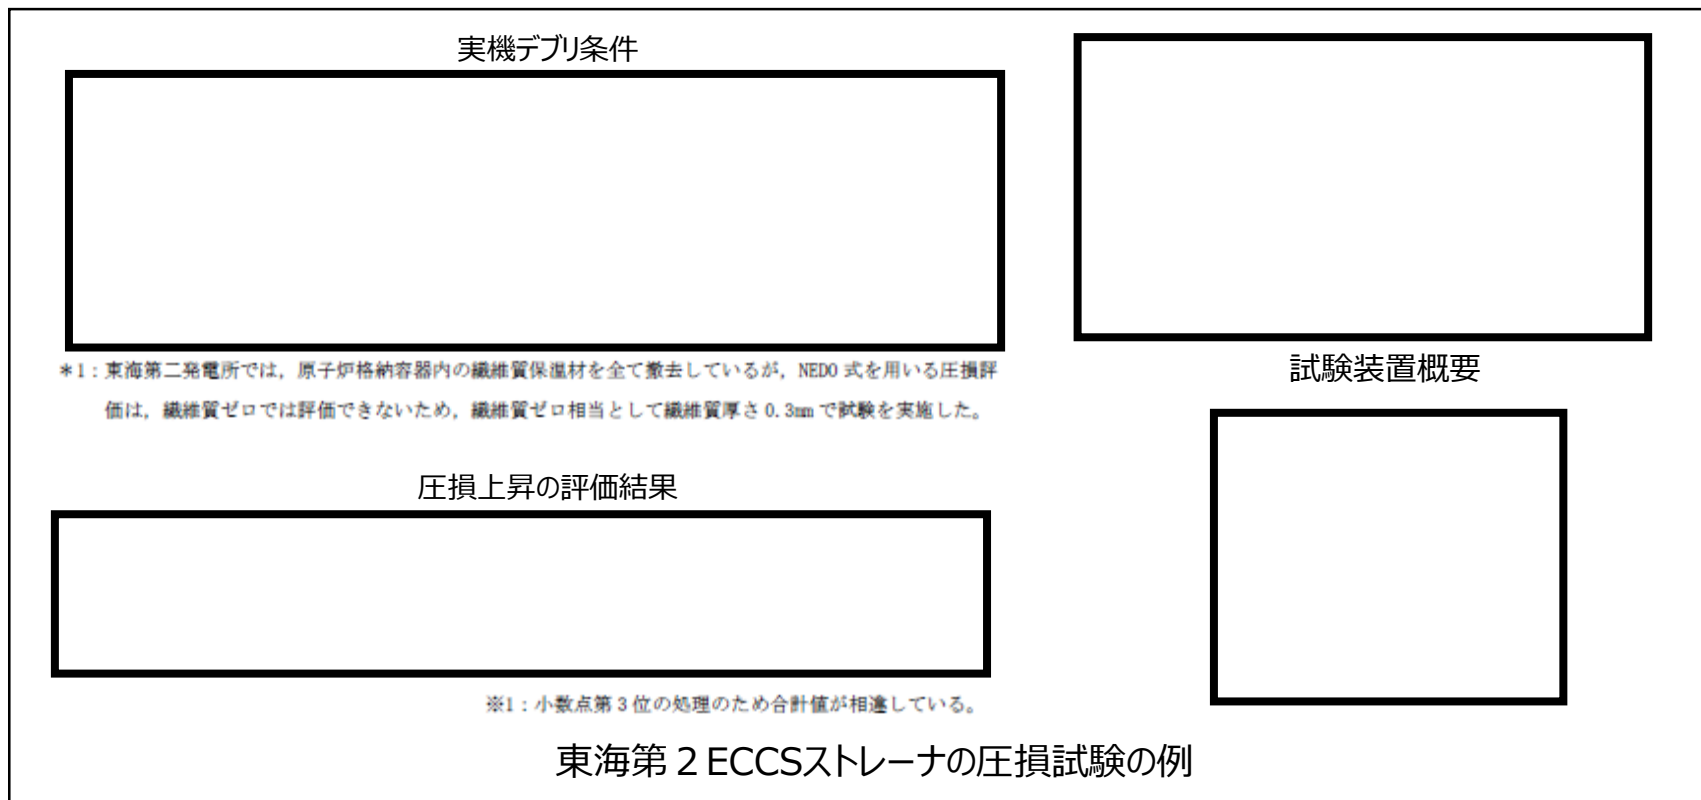 実機デブリ条件
*1：東海第二発電所では，原子炉格納容器内の繊維質保温材を全て撤去しているが，NEDO 式を用いる圧損評
価は，繊維質ゼロでは評価できないため，繊維質ゼロ相当として繊維質厚さ 0.3mm で試験を実施した。
圧損上昇の評価結果
※1：小数点第 3 位の処理のため合計値が相違している。
試験装置概要
東海第２ECCSストレーナの圧損試験の例